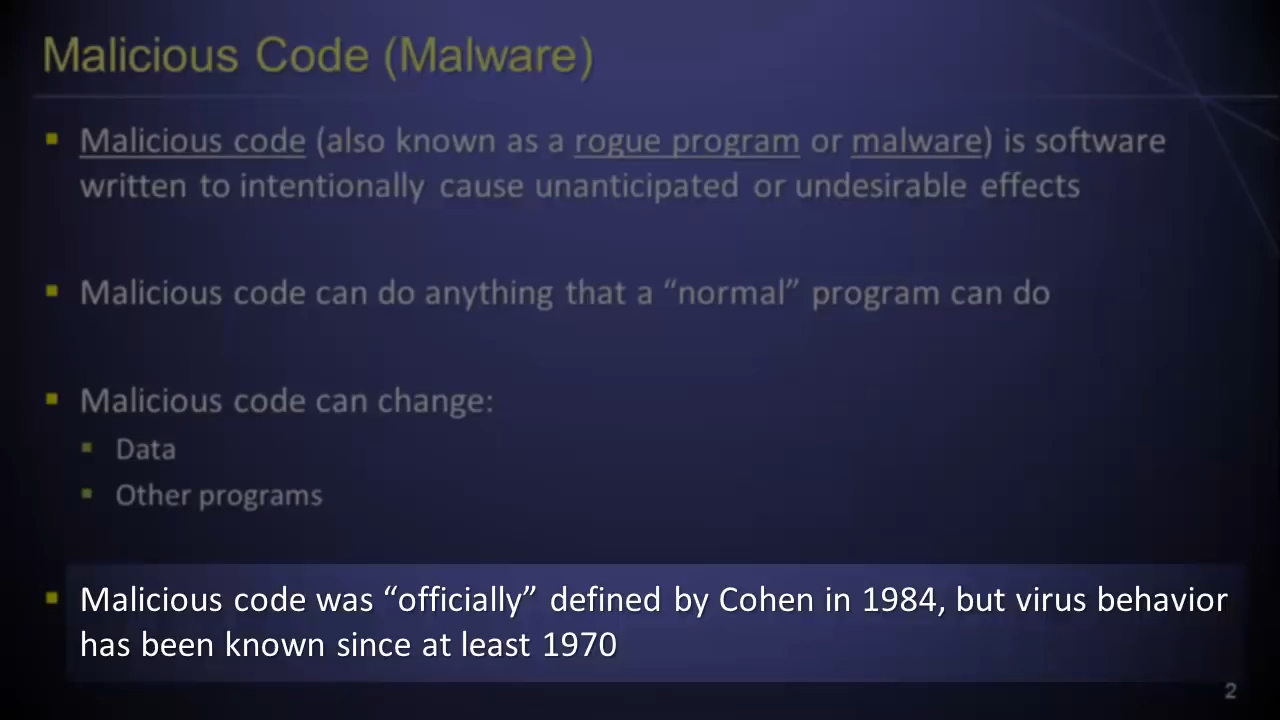 Malicious Code (Malware)
Malicious code (also known as a rogue program or malware) is software
written to intentionally cause unanticipated or undesirable effects
Malicious code can do anything that a “normal” program can do
Malicious code can change:
Data
Other programs
Malicious code was “officially” defined by Cohen in 1984, but virus behavior
has been known since at least 1970
2